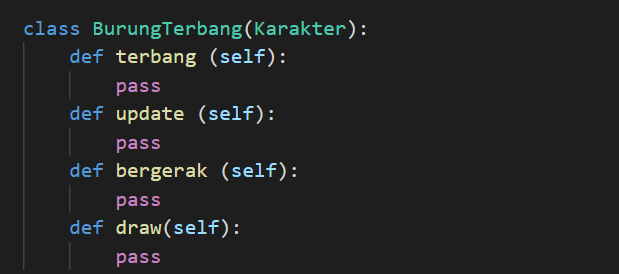 class BurungTerbang(Karakter):
    def terbang (self):
        pass
    def update (self):
        pass
    def bergerak (self):
        pass
    def draw(self):
        pass